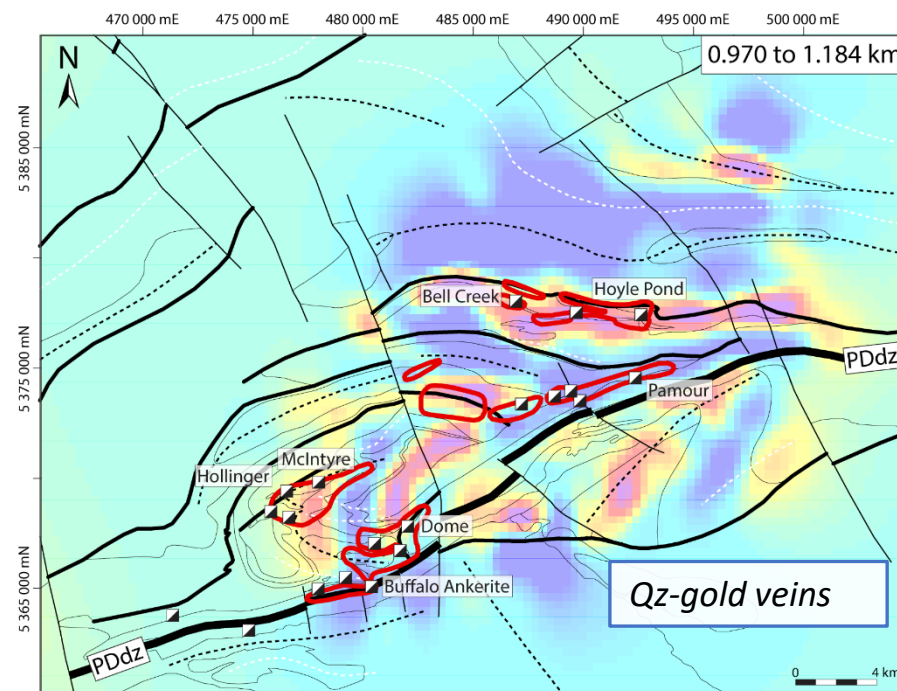 470 000 mE 475 000 mE 480 000 mE 485 000 mE 490 000 mE 495 000 mE 500 000 mE
N
0.970 to 1.184 km
5 385 000 mN
Bell Creek
Hoyle Pond
5 375 000 mN
PDdz
Pamour
McIntyre
Hollinger
Dome
5 365 000 mN
Buffalo Ankerite
Qz-gold veins
PDdz
0 4 km